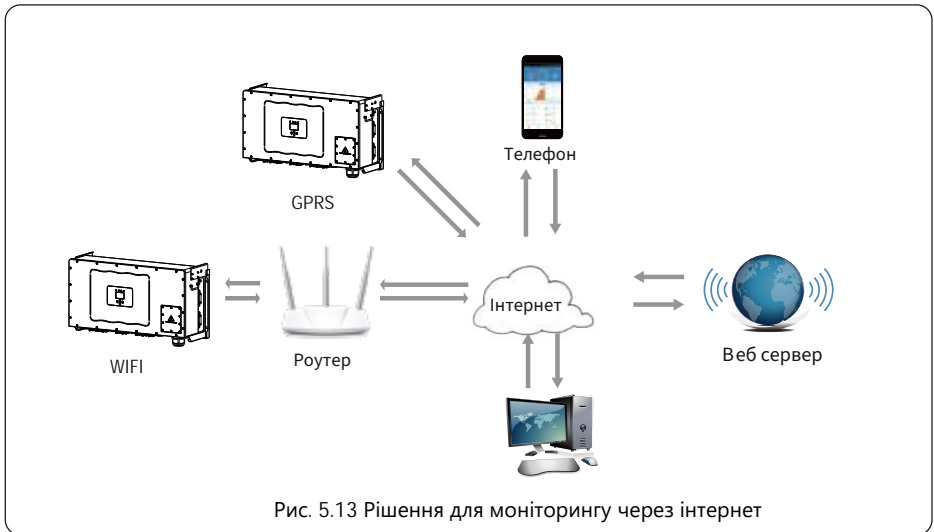 Телефон
GPRS
Інтернет
WIFI
Роутер
Веб сервер
Рис. 5.13 Рішення для моніторингу через інтернет